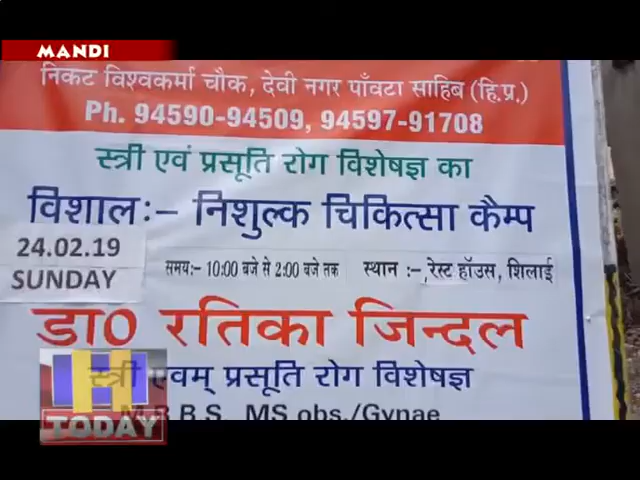 MANDI
निकट विश्वकर्मा चौक, देवी नगर पाँवटा साहिब (हि.प्र.)
Ph. 94590-94509, 94597-91708
स्त्री एवं प्रसूति रोग विशेषज्ञ का
विशाल:- निशुल्क चिकित्सा कैम्प
24.02.19
SUNDAY
समय:- 10:00 बजे से 2:00 बजे तक स्थान :-, रेस्ट हॉउस, शिलाई
डा0 रतिका जिन्दल
स्त्री एवम् प्रसूति रोग विशेषज्ञ
M.B.B.S., MS obs./Gynae
H
TODAY